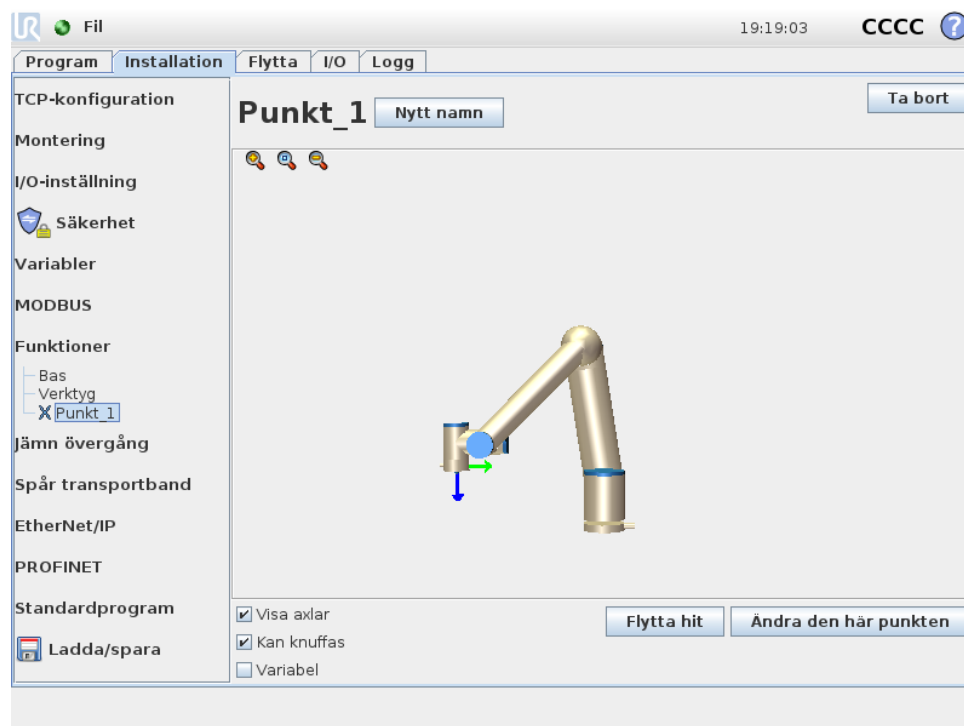 UR Fil 19:19:03 CCCC ?
Program Installation Flytta I/O Logg
TCP-konfiguration
Montering
I/O-inställning
Säkerhet
Variabler
MODBUS
Funktioner
Bas
Verktyg
Punkt_1
Jämn övergång
Spår transportband
EtherNet/IP
PROFINET
Standardprogram
Ladda/spara
Punkt_1 Nytt namn Ta bort
Visa axlar
Kan knuffas
Variabel
Flytta hit Ändra den här punkten